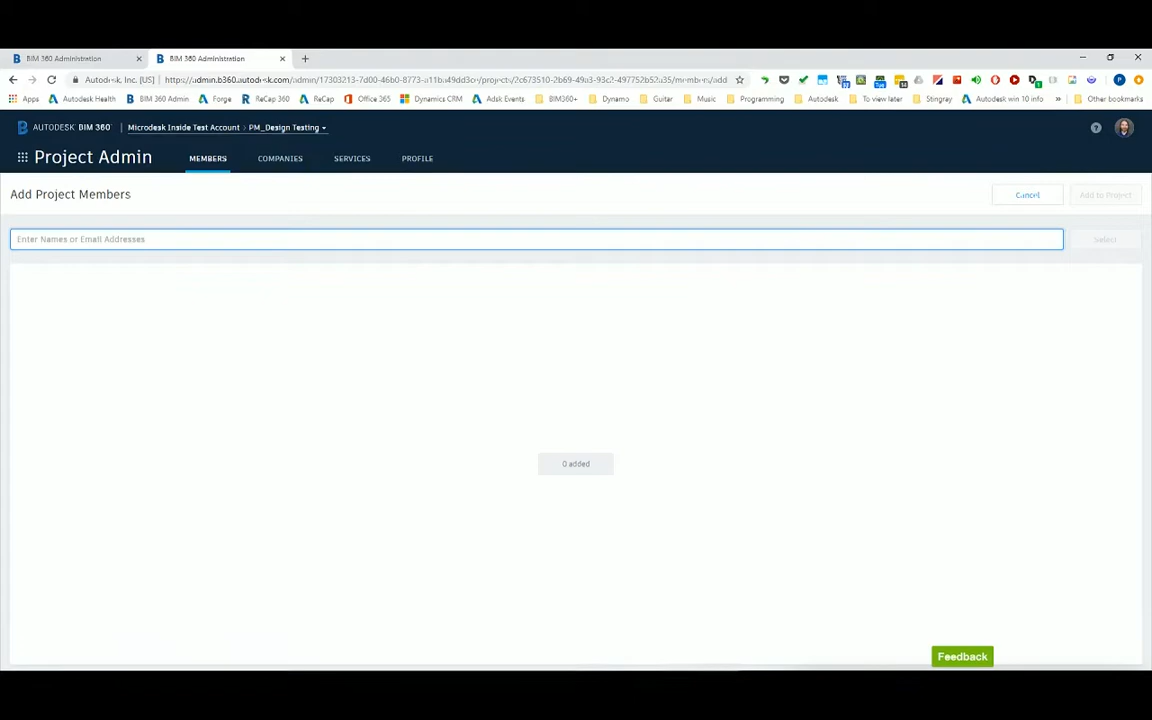 BIM 360 Administration
BIM 360 Administration
Autodesk, Inc. [US]
Apps Autodesk Health BIM 360 Admin Forge ReCap 360 ReCap Office 365 Dynamics CRM Adsk Events BIM360+ Dynamo Guitar Music Programming Autodesk To view later Stingray Autodesk win 10 info » Other bookmarks
AUTODESK BIM 360 Microdesk Inside Test Account > PM_Design Testing
Project Admin MEMBERS COMPANIES SERVICES PROFILE
Add Project Members Cancel Add to Project
Enter Names or Email Addresses Select
0 added
Feedback